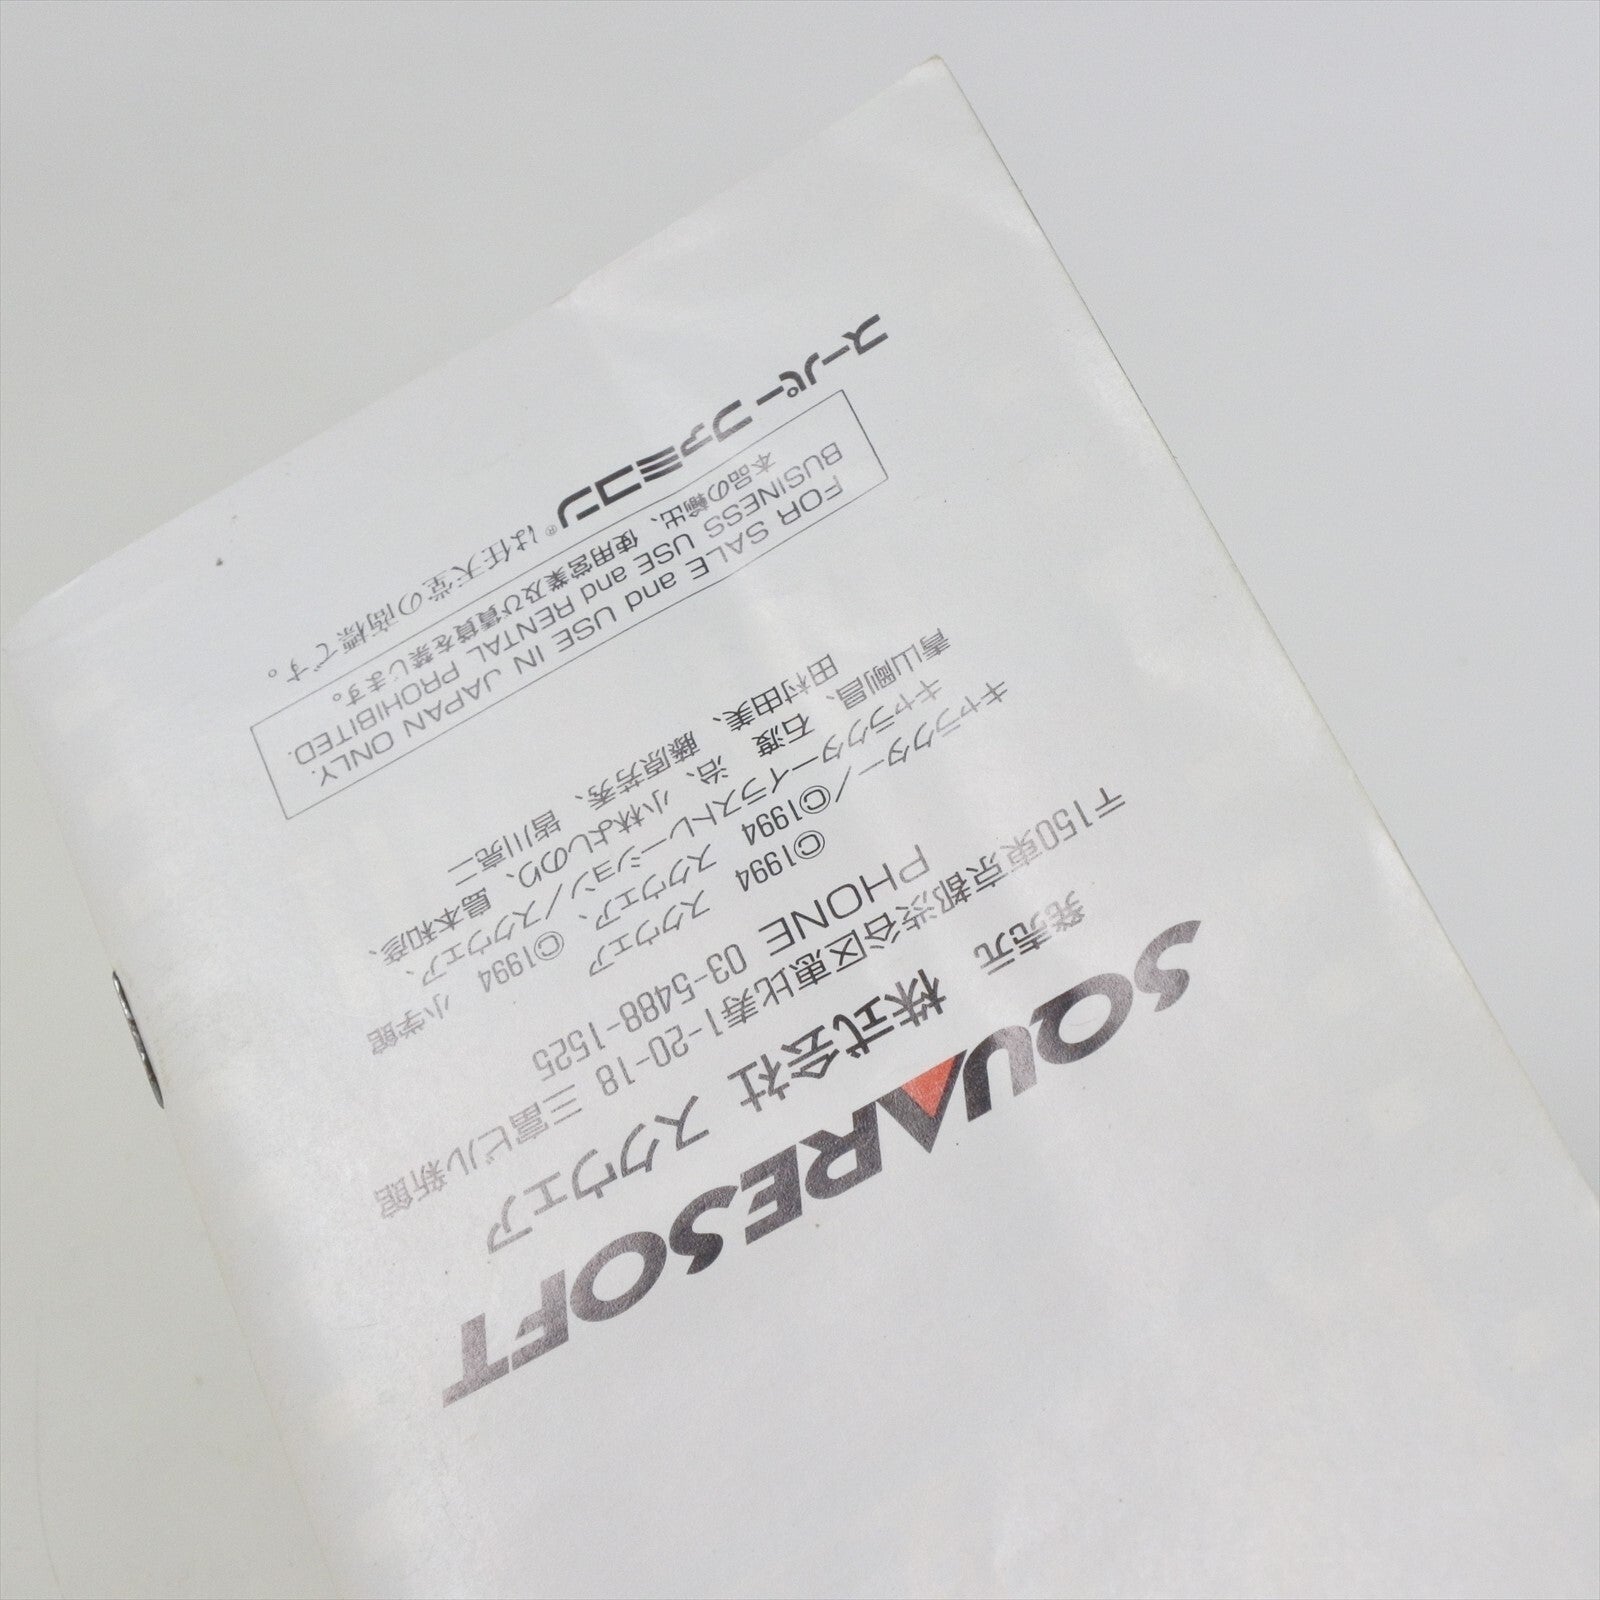 SQUARESOFT
発売元 株式会社 スクウェア
〒150東京都渋谷区恵比寿1-20-18 三富ビル新館
PHONE 03-5488-1525
©1994 スクウェア
キャラクター/©1994 スクウェア、©1994 小学館
キャラクターイラストレーション/スクウェア、
青山剛昌、石渡 治、小林よしのり、島本和彦、
田村由美、藤原芳秀、皆川亮二
FOR SALE and USE IN JAPAN ONLY.
BUSINESS USE and RENTAL PROHIBITED.
本品の輸出、使用営業及び賃貸を禁じます。
スーパーファミコン®は任天堂の商標です。